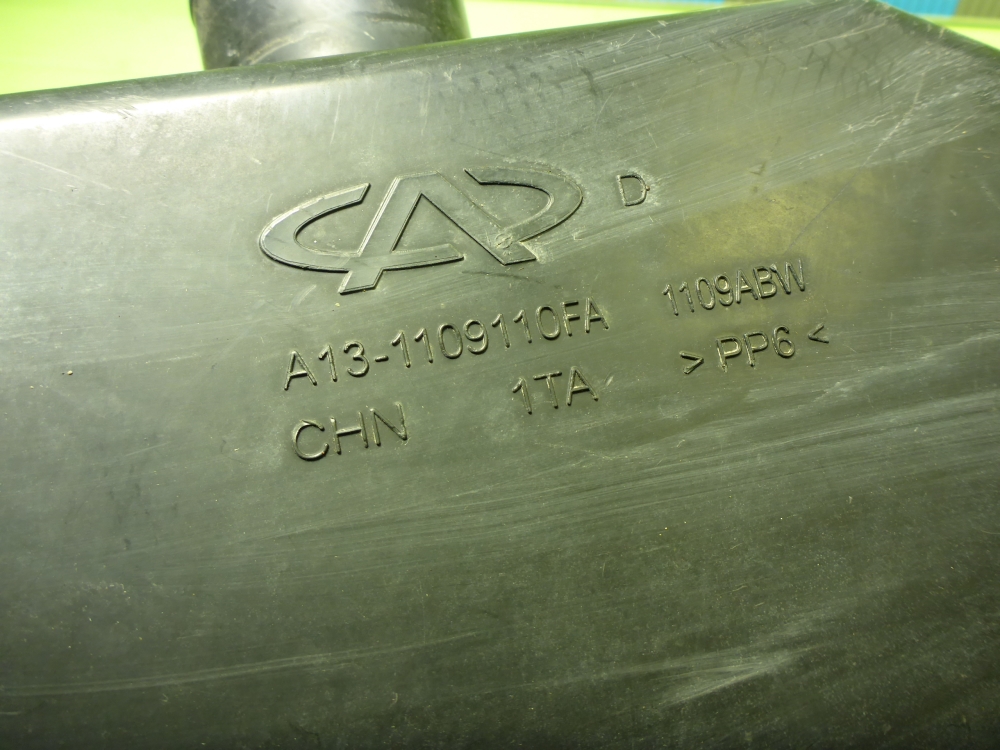 D
A13-1109110FA 1109ABW
CHN 1TA >PP6<